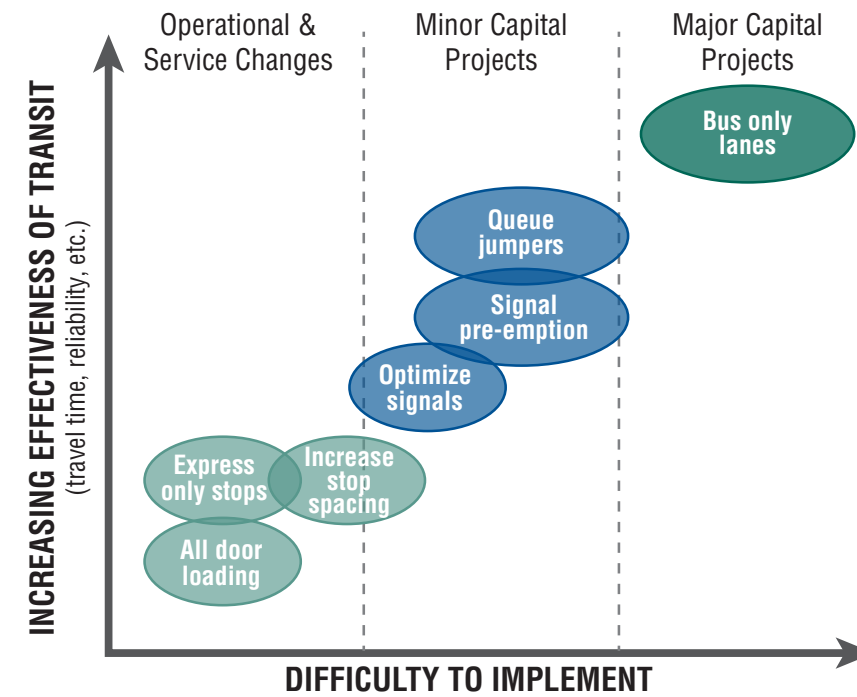 Operational &
Service Changes
Minor Capital
Projects
Major Capital
Projects
INCREASING EFFECTIVENESS OF TRANSIT
(travel time, reliability, etc.)
Bus only
lanes
Queue
jumpers
Signal
pre-emption
Optimize
signals
Express
only stops
Increase
stop
spacing
All door
loading
DIFFICULTY TO IMPLEMENT